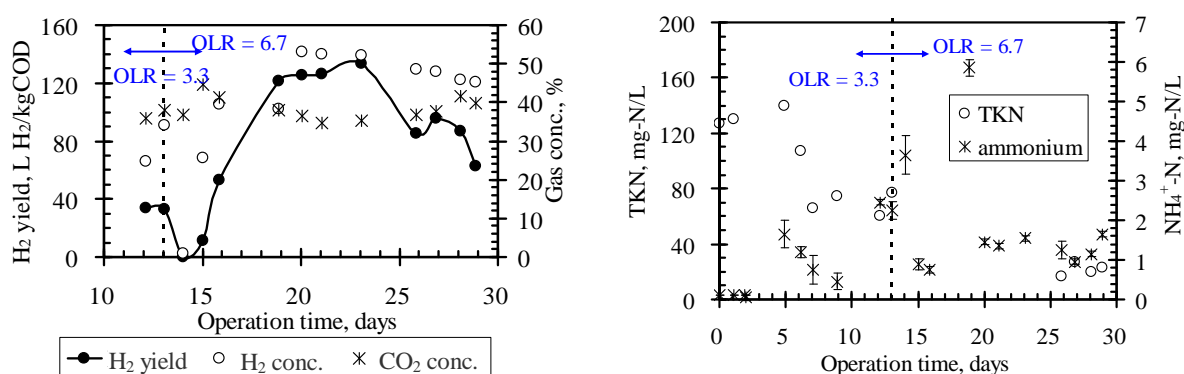 160
120
80
40
0
H₂ yield, L H₂/kgCOD
60
50
40
30
20
10
0
Gas conc., %
OLR = 6.7
OLR = 3.3
10 15 20 25 30
Operation time, days
H₂ yield H₂ conc. CO₂ conc.
200
160
120
80
40
0
TKN, mg-N/L
7
6
5
4
3
2
1
0
NH₄⁺-N, mg-N/L
OLR = 6.7
OLR = 3.3
TKN
ammonium
0 5 10 15 20 25 30
Operation time, days